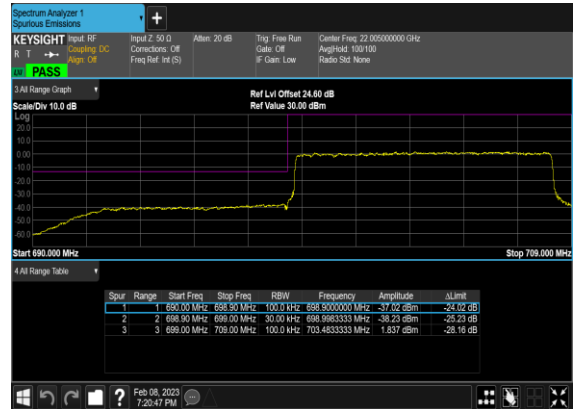 Spectrum Analyzer 1
Spurious Emissions
KEYSIGHT Input: RF Input Z: 50 Ω Atten: 20 dB Trig: Free Run Center Freq: 22.005000000 GHz
R T Coupling: DC Corrections: Off Gate: Off Avg|Hold: 100/100
Align: Off Freq Ref: Int (S) IF Gain: Low Radio Std: None
PASS
3 All Range Graph
Ref Lvl Offset 24.60 dB
Scale/Div 10.0 dB Ref Value 30.00 dBm
Log
20.0
10.0
0.00
-10.0
-20.0
-30.0
-40.0
-50.0
-60.0
Start 690.000 MHz Stop 709.000 MHz
4 All Range Table
Spur Range Start Freq Stop Freq RBW Frequency Amplitude ΔLimit
1 1 690.00 MHz 698.90 MHz 100.0 kHz 698.9000000 MHz -37.02 dBm -24.02 dB
2 2 698.90 MHz 699.00 MHz 30.00 kHz 698.9983333 MHz -38.23 dBm -25.23 dB
3 3 699.00 MHz 709.00 MHz 100.0 kHz 703.4833333 MHz 1.837 dBm -28.16 dB
Feb 08, 2023
7:20:47 PM